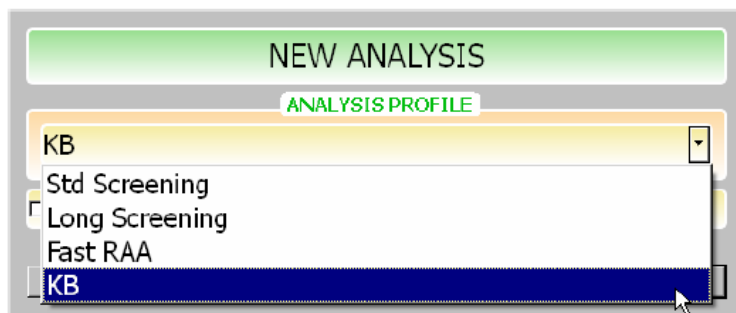 NEW ANALYSIS
ANALYSIS PROFILE
KB
Std Screening
Long Screening
Fast RAA
KB